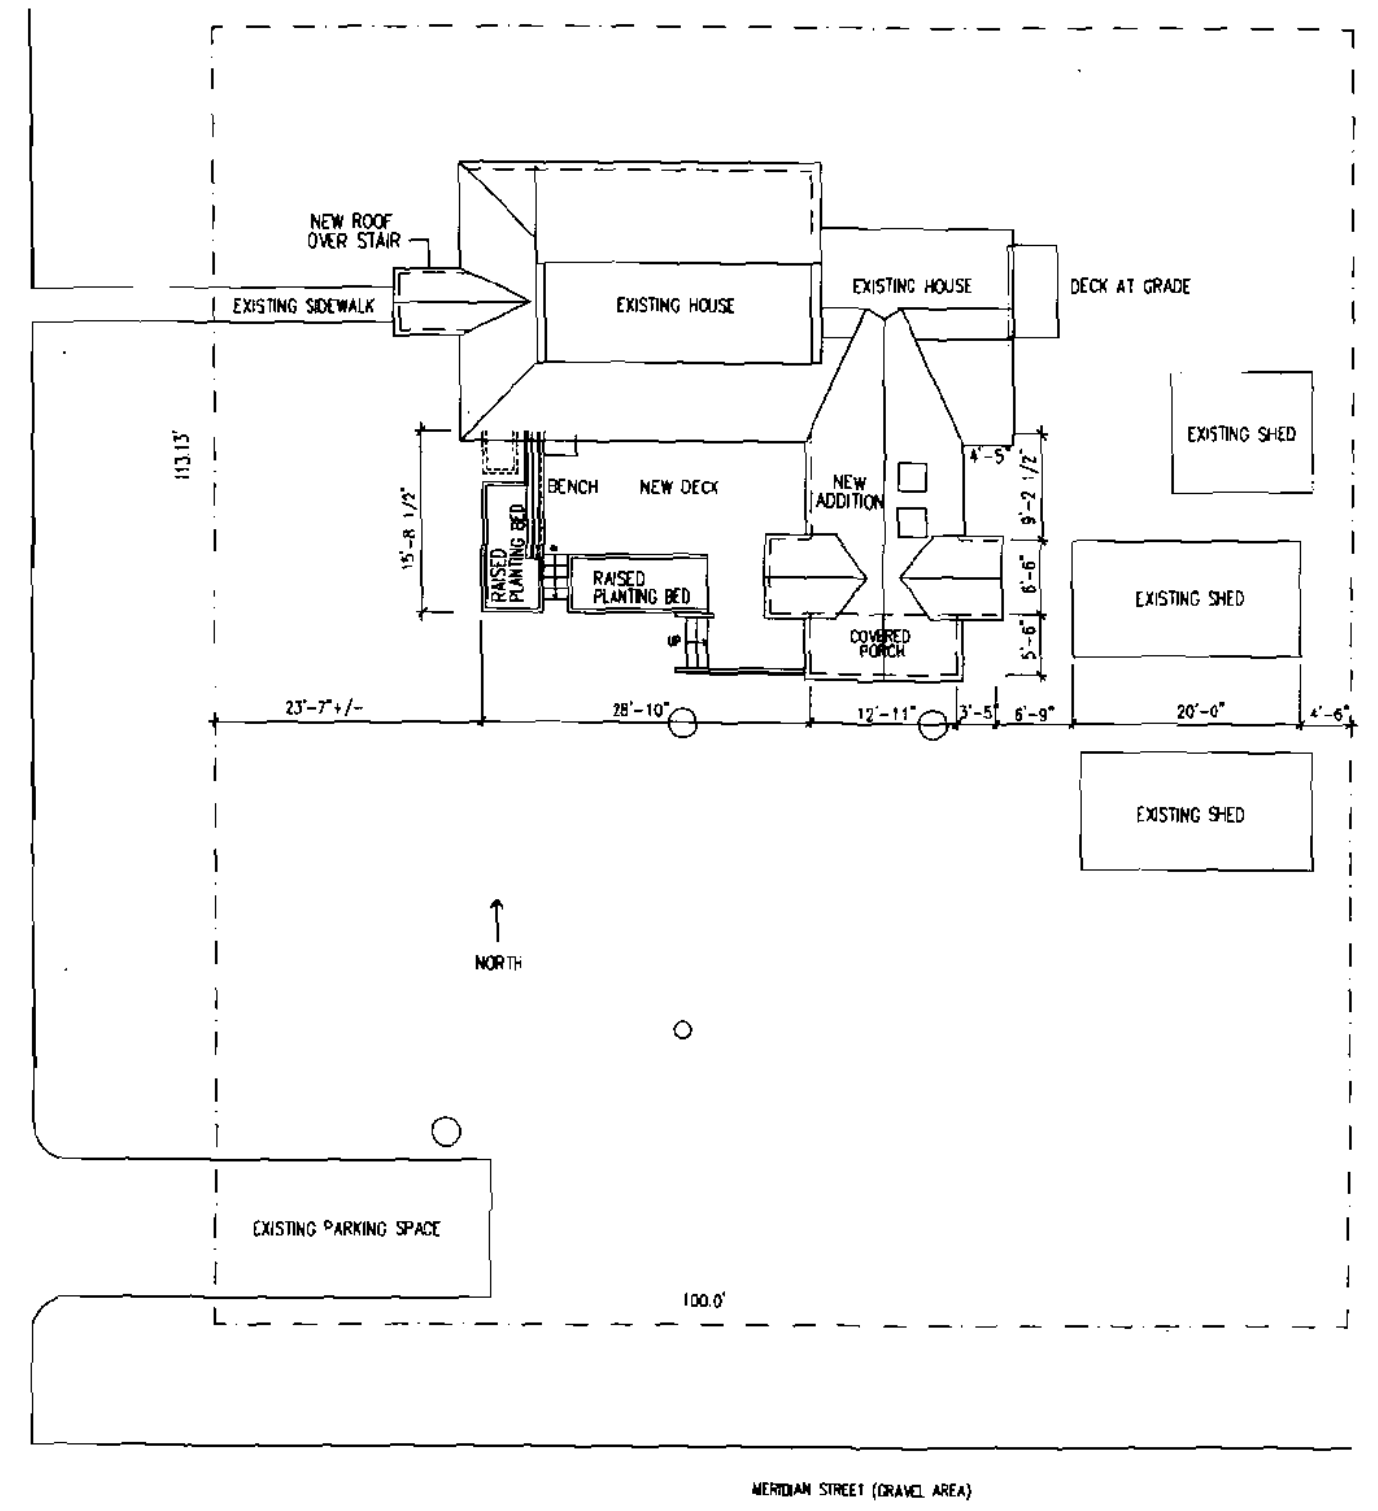 NEW ROOF
OVER STAIR
EXISTING SIDEWALK
EXISTING HOUSE
EXISTING HOUSE
DECK AT GRADE
113.13'
15'-8 1/2"
BENCH
NEW DECK
NEW
ADDITION
4'-5"
9'-2 1/2"
EXISTING SHED
RAISED
PLANTING BED
RAISED
PLANTING BED
UP
COVERED
PORCH
6'-6"
5'-6"
EXISTING SHED
23'-7"+/-
28'-10"
12'-11"
3'-5"
6'-9"
20'-0"
4'-6"
EXISTING SHED
NORTH
EXISTING PARKING SPACE
100.0'
MERIDIAN STREET (GRAVEL AREA)